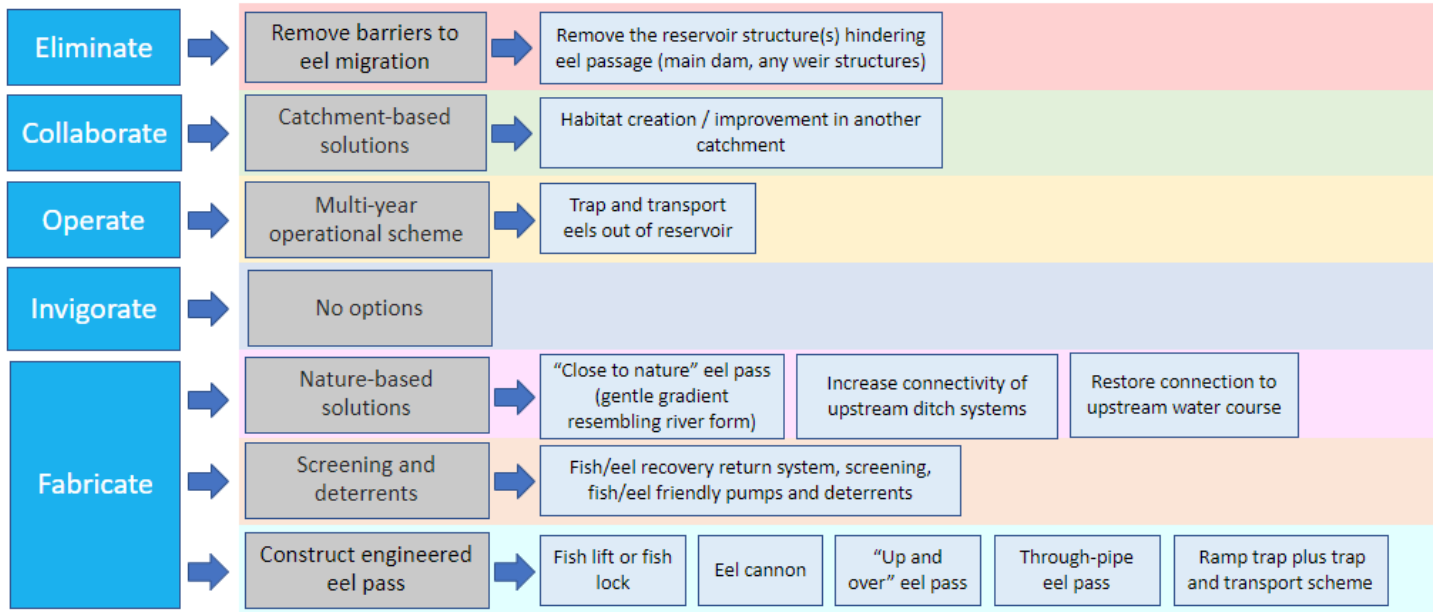 Eliminate
Remove barriers to
eel migration
Remove the reservoir structure(s) hindering
eel passage (main dam, any weir structures)
Collaborate
Catchment-based
solutions
Habitat creation / improvement in another
catchment
Operate
Multi-year
operational scheme
Trap and transport
eels out of reservoir
Invigorate
No options
Fabricate
Nature-based
solutions
“Close to nature” eel pass
(gentle gradient
resembling river form)
Increase connectivity of
upstream ditch systems
Restore connection to
upstream water course
Screening and
deterrents
Fish/eel recovery return system, screening,
fish/eel friendly pumps and deterrents
Construct engineered
eel pass
Fish lift or fish
lock
Eel cannon
“Up and
over” eel pass
Through-pipe
eel pass
Ramp trap plus trap
and transport scheme